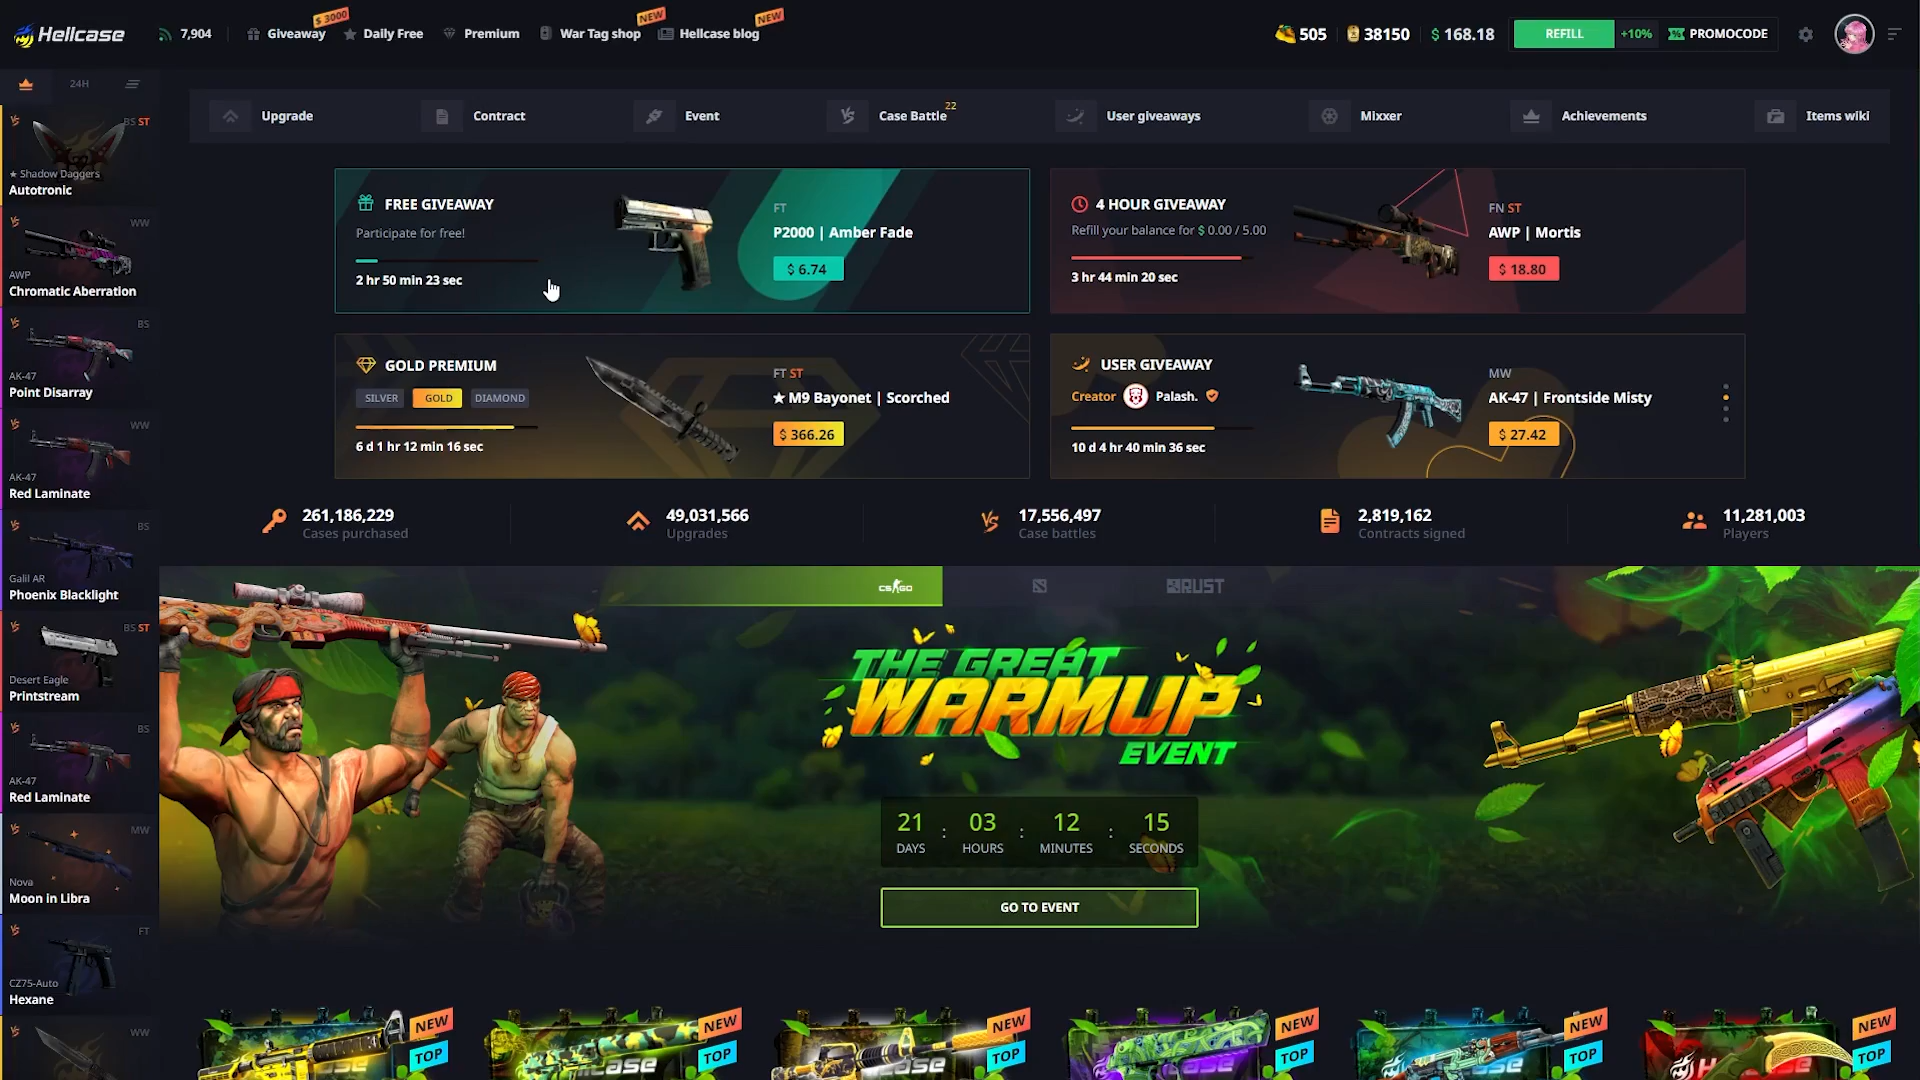 Hellcase
7,904
Giveaway
$ 3000
Daily Free
Premium
War Tag shop
NEW
Hellcase blog
NEW
505
38150
$ 168.18
REFILL
+10%
PROMOCODE
24H
Upgrade
Contract
Event
Case Battle
22
User giveaways
Mixxer
Achievements
Items wiki
BS ST
★ Shadow Daggers
Autotronic
WW
AWP
Chromatic Aberration
BS
AK-47
Point Disarray
WW
AK-47
Red Laminate
BS
Galil AR
Phoenix Blacklight
BS ST
Desert Eagle
Printstream
BS
AK-47
Red Laminate
MW
Nova
Moon in Libra
FT
CZ75-Auto
Hexane
WW
FREE GIVEAWAY
Participate for free!
2 hr 50 min 23 sec
FT
P2000 | Amber Fade
$ 6.74
4 HOUR GIVEAWAY
Refill your balance for $ 0.00 / 5.00
3 hr 44 min 20 sec
FN ST
AWP | Mortis
$ 18.80
GOLD PREMIUM
SILVER
GOLD
DIAMOND
6 d 1 hr 12 min 16 sec
FT ST
★ M9 Bayonet | Scorched
$ 366.26
USER GIVEAWAY
Creator
Palash.
10 d 4 hr 40 min 36 sec
MW
AK-47 | Frontside Misty
$ 27.42
261,186,229
Cases purchased
49,031,566
Upgrades
17,556,497
Case battles
2,819,162
Contracts signed
11,281,003
Players
CS:GO
RUST
THE GREAT
WARMUP
EVENT
21 : 03 : 12 : 15
DAYS HOURS MINUTES SECONDS
GO TO EVENT
NEW
TOP
NEW
TOP
NEW
TOP
NEW
TOP
NEW
TOP
NEW
TOP